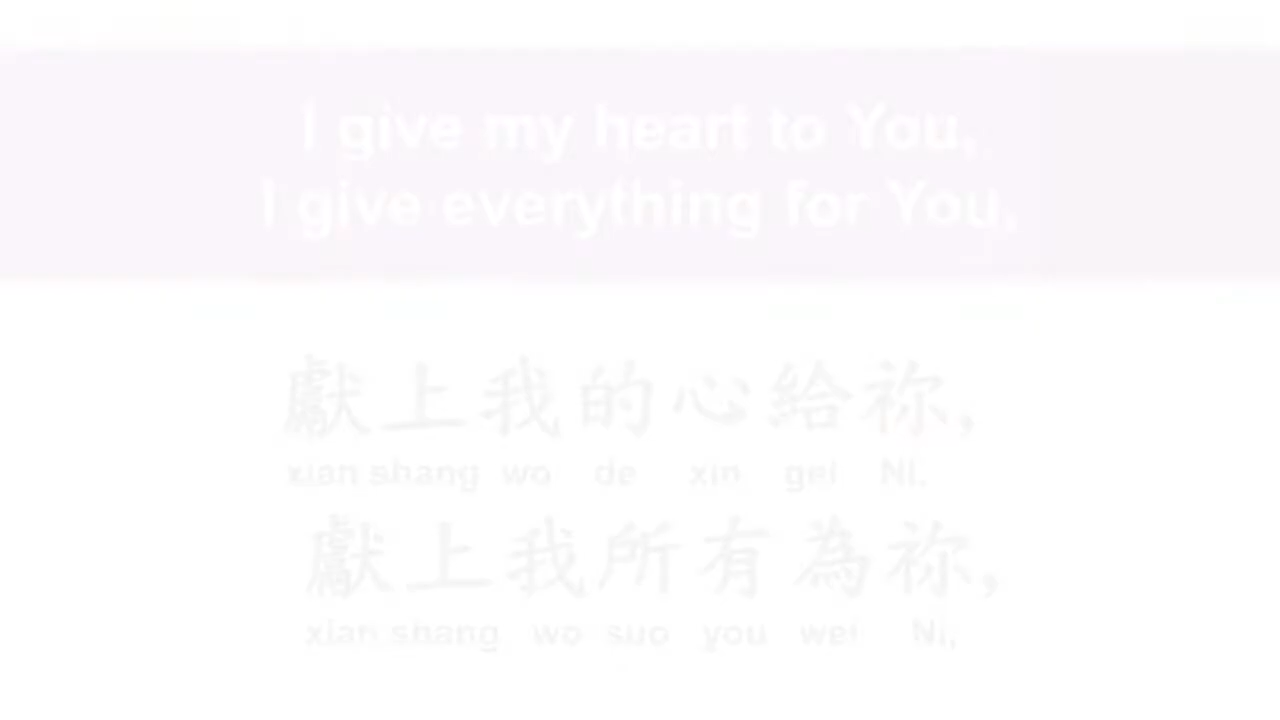 I give my heart to You,
I give everything for You,
獻上我的心給祢,
xian shang wo de xin gei Ni,
獻上我所有為祢,
xian shang wo suo you wei Ni,